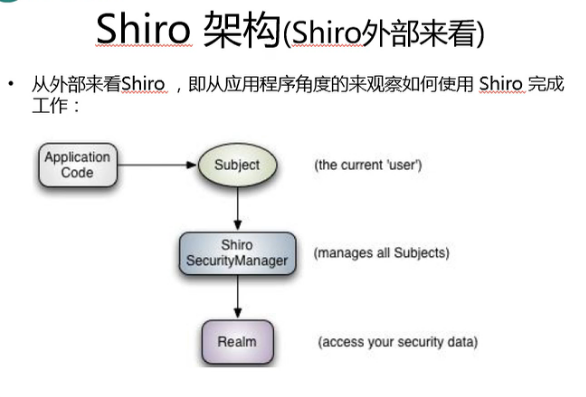 Shiro 架构(Shiro外部来看)
• 从外部来看Shiro ，即从应用程序角度的来观察如何使用 Shiro 完成
工作：
Application
Code
Subject
(the current 'user')
Shiro
SecurityManager
(manages all Subjects)
Realm
(access your security data)